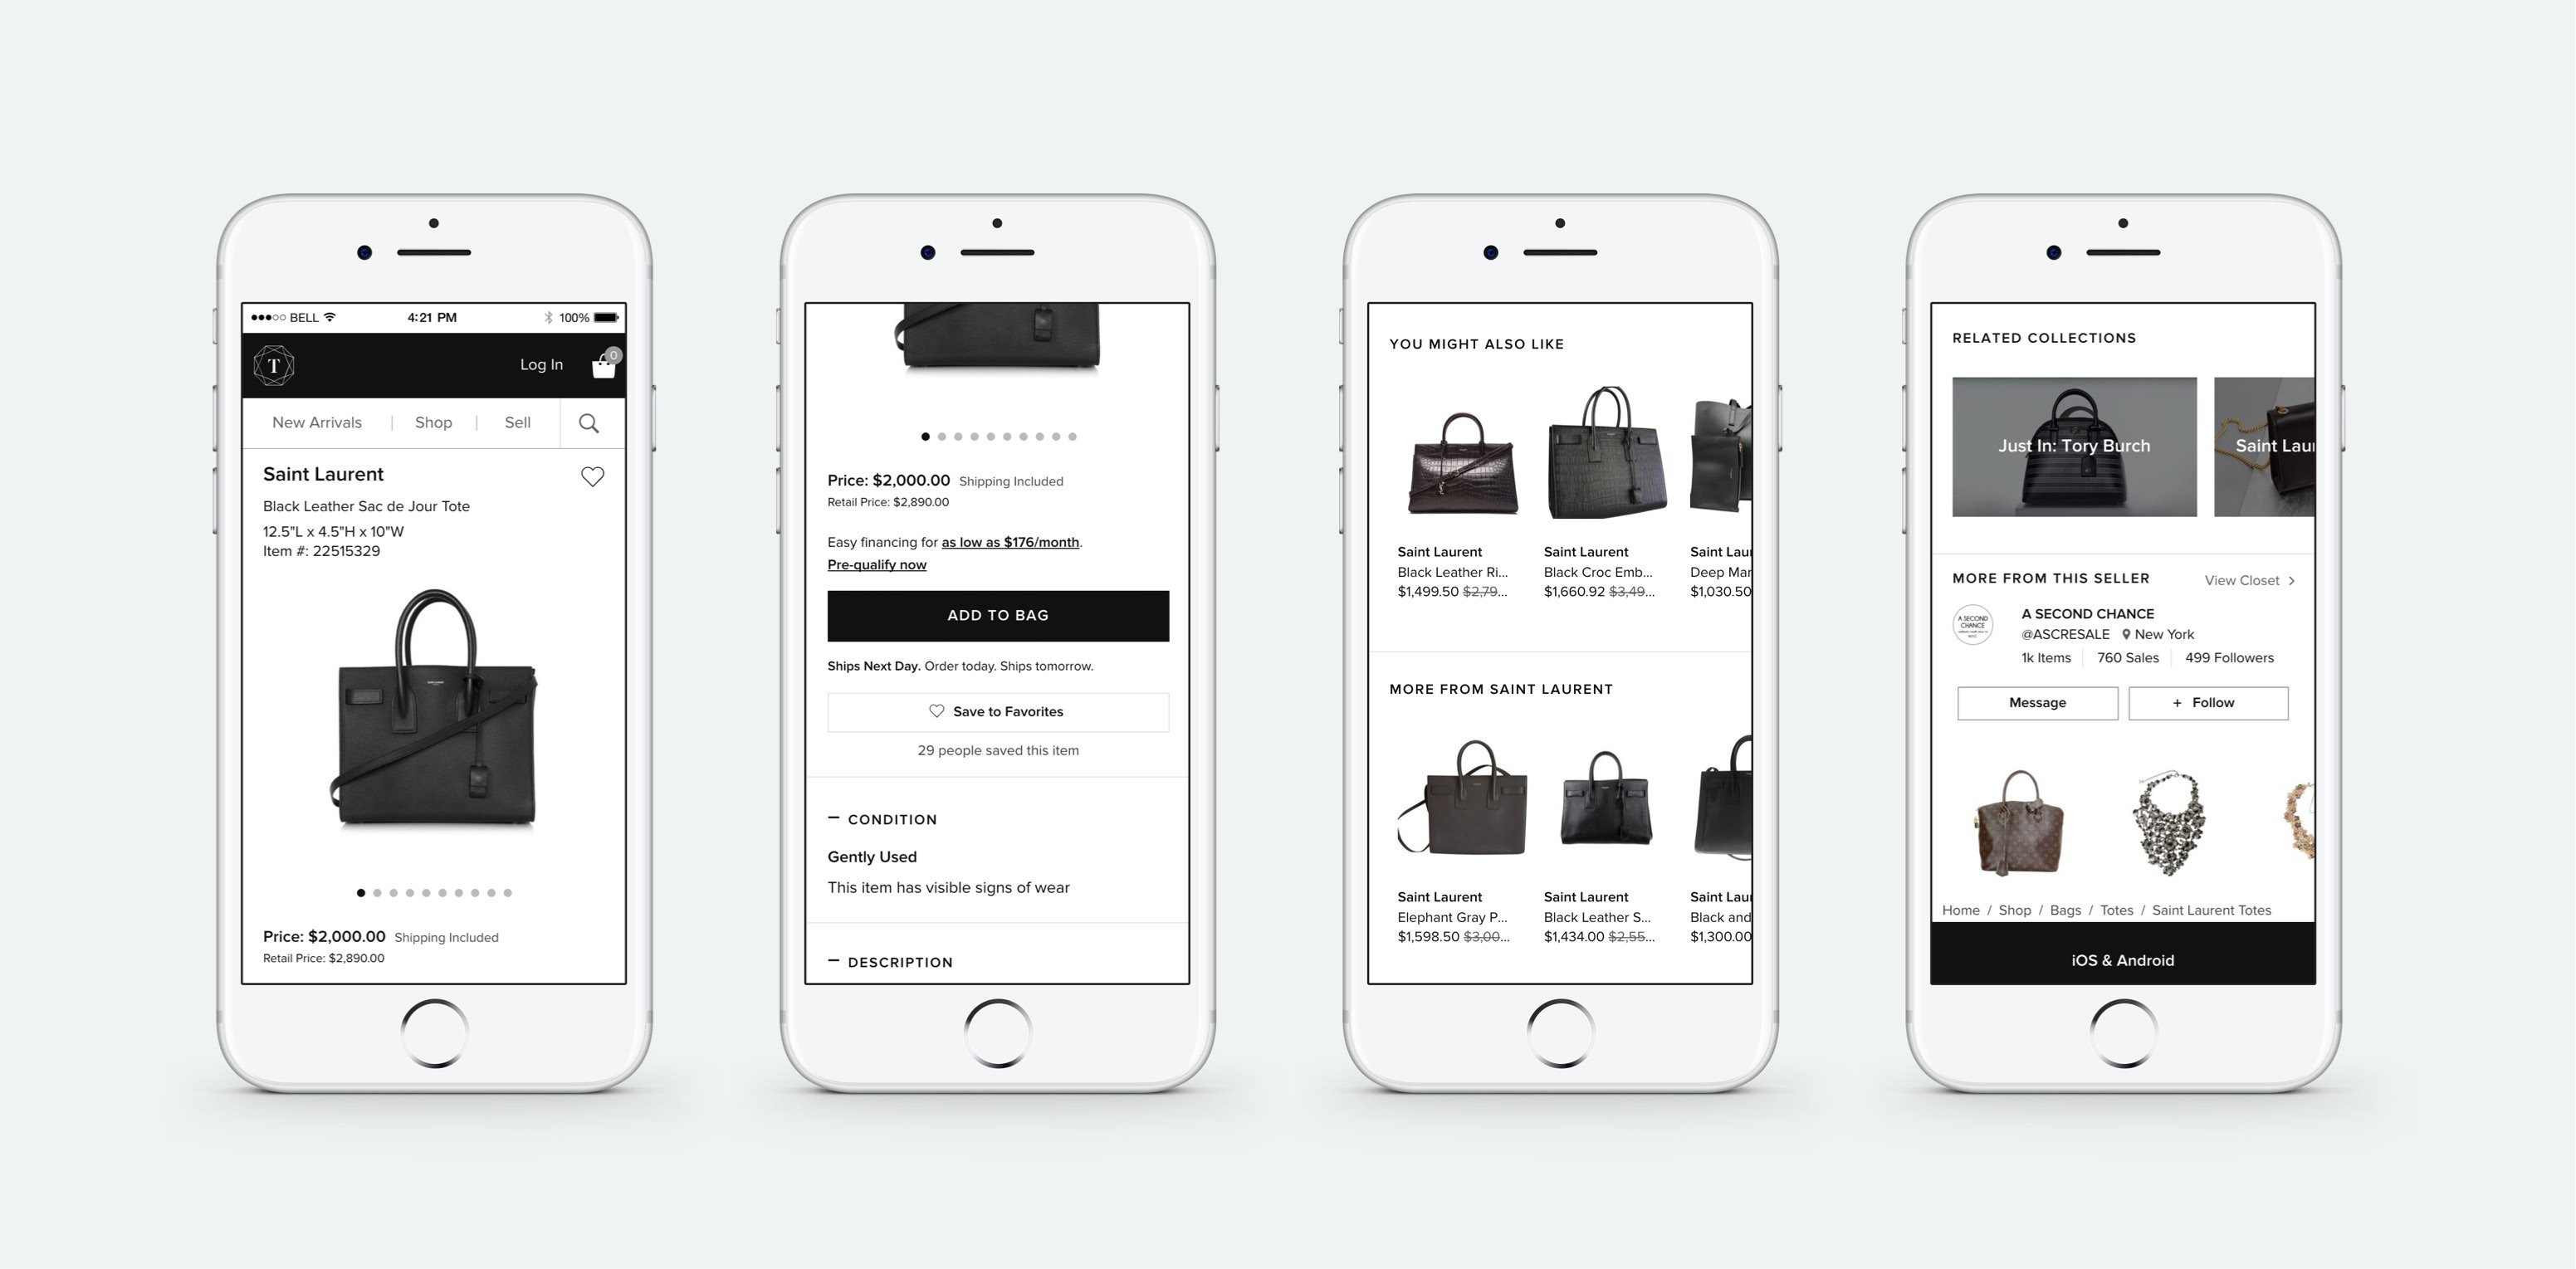 BELL
4:21 PM
100%
T
Log In
0
New Arrivals | Shop | Sell
Saint Laurent
Black Leather Sac de Jour Tote
12.5"L x 4.5"H x 10"W
Item #: 22515329
Price: $2,000.00 Shipping Included
Retail Price: $2,890.00
Price: $2,000.00 Shipping Included
Retail Price: $2,890.00
Easy financing for as low as $176/month.
Pre-qualify now
ADD TO BAG
Ships Next Day. Order today. Ships tomorrow.
Save to Favorites
29 people saved this item
— CONDITION
Gently Used
This item has visible signs of wear
— DESCRIPTION
YOU MIGHT ALSO LIKE
Saint Laurent
Black Leather Ri...
$1,499.50 $2,79...
Saint Laurent
Black Croc Emb...
$1,660.92 $3,49...
Saint Lau
Deep Mar
$1,030.50
MORE FROM SAINT LAURENT
Saint Laurent
Elephant Gray P...
$1,598.50 $3,00...
Saint Laurent
Black Leather S...
$1,434.00 $2,55...
Saint Lau
Black and
$1,300.00
RELATED COLLECTIONS
Just In: Tory Burch
Saint Lau
MORE FROM THIS SELLER
View Closet >
A SECOND
CHANCE
A SECOND CHANCE
@ASCRESALE New York
1k Items | 760 Sales | 499 Followers
Message
+ Follow
Home / Shop / Bags / Totes / Saint Laurent Totes
iOS & Android